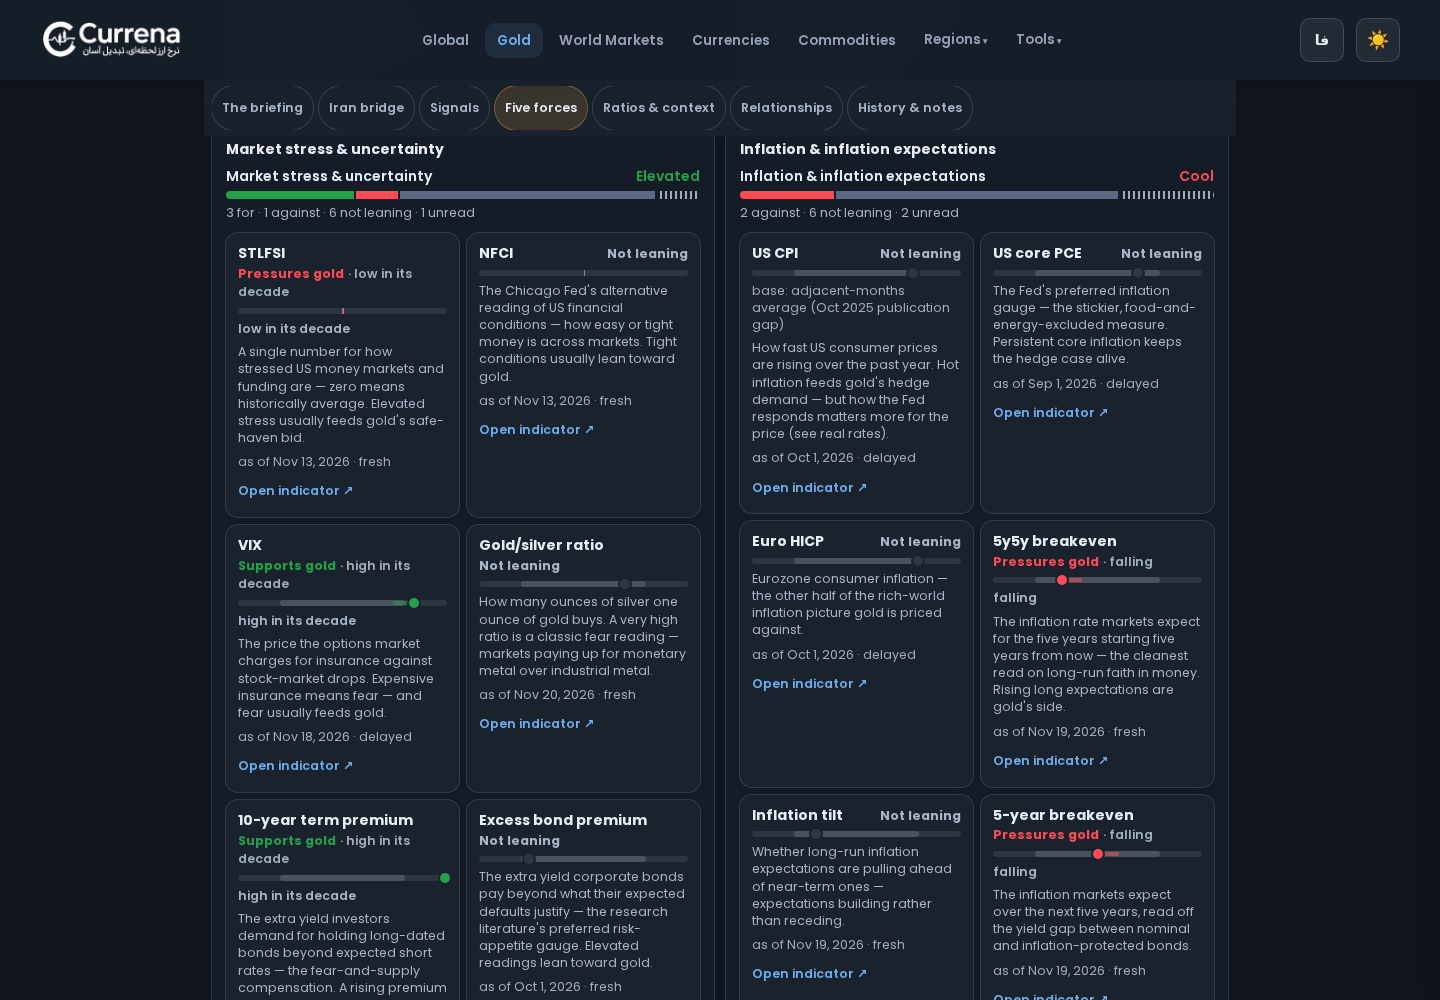 Currena
نرخ ارز لحظه‌ای، تبدیل آسان
Global
Gold
World Markets
Currencies
Commodities
Regions ▾
Tools ▾
فا
The briefing
Iran bridge
Signals
Five forces
Ratios & context
Relationships
History & notes
Market stress & uncertainty
Market stress & uncertainty Elevated
3 for · 1 against · 6 not leaning · 1 unread
STLFSI
Pressures gold · low in its
decade
low in its decade
A single number for how
stressed US money markets and
funding are — zero means
historically average. Elevated
stress usually feeds gold's safe-
haven bid.
as of Nov 13, 2026 · fresh
Open indicator ↗
NFCI Not leaning
The Chicago Fed's alternative
reading of US financial
conditions — how easy or tight
money is across markets. Tight
conditions usually lean toward
gold.
as of Nov 13, 2026 · fresh
Open indicator ↗
VIX
Supports gold · high in its
decade
high in its decade
The price the options market
charges for insurance against
stock-market drops. Expensive
insurance means fear — and
fear usually feeds gold.
as of Nov 18, 2026 · delayed
Open indicator ↗
Gold/silver ratio
Not leaning
How many ounces of silver one
ounce of gold buys. A very high
ratio is a classic fear reading —
markets paying up for monetary
metal over industrial metal.
as of Nov 20, 2026 · fresh
Open indicator ↗
10-year term premium
Supports gold · high in its
decade
high in its decade
The extra yield investors
demand for holding long-dated
bonds beyond expected short
rates — the fear-and-supply
compensation. A rising premium
Excess bond premium
Not leaning
The extra yield corporate bonds
pay beyond what their expected
defaults justify — the research
literature's preferred risk-
appetite gauge. Elevated
readings lean toward gold.
as of Oct 1, 2026 · fresh
Inflation & inflation expectations
Inflation & inflation expectations Cool
2 against · 6 not leaning · 2 unread
US CPI Not leaning
base: adjacent-months
average (Oct 2025 publication
gap)
How fast US consumer prices
are rising over the past year. Hot
inflation feeds gold's hedge
demand — but how the Fed
responds matters more for the
price (see real rates).
as of Oct 1, 2026 · delayed
Open indicator ↗
US core PCE Not leaning
The Fed's preferred inflation
gauge — the stickier, food-and-
energy-excluded measure.
Persistent core inflation keeps
the hedge case alive.
as of Sep 1, 2026 · delayed
Open indicator ↗
Euro HICP Not leaning
Eurozone consumer inflation —
the other half of the rich-world
inflation picture gold is priced
against.
as of Oct 1, 2026 · delayed
Open indicator ↗
5y5y breakeven
Pressures gold · falling
falling
The inflation rate markets expect
for the five years starting five
years from now — the cleanest
read on long-run faith in money.
Rising long expectations are
gold's side.
as of Nov 19, 2026 · fresh
Open indicator ↗
Inflation tilt Not leaning
Whether long-run inflation
expectations are pulling ahead
of near-term ones —
expectations building rather
than receding.
as of Nov 19, 2026 · fresh
Open indicator ↗
5-year breakeven
Pressures gold · falling
falling
The inflation markets expect
over the next five years, read off
the yield gap between nominal
and inflation-protected bonds.
as of Nov 19, 2026 · fresh
Open indicator ↗